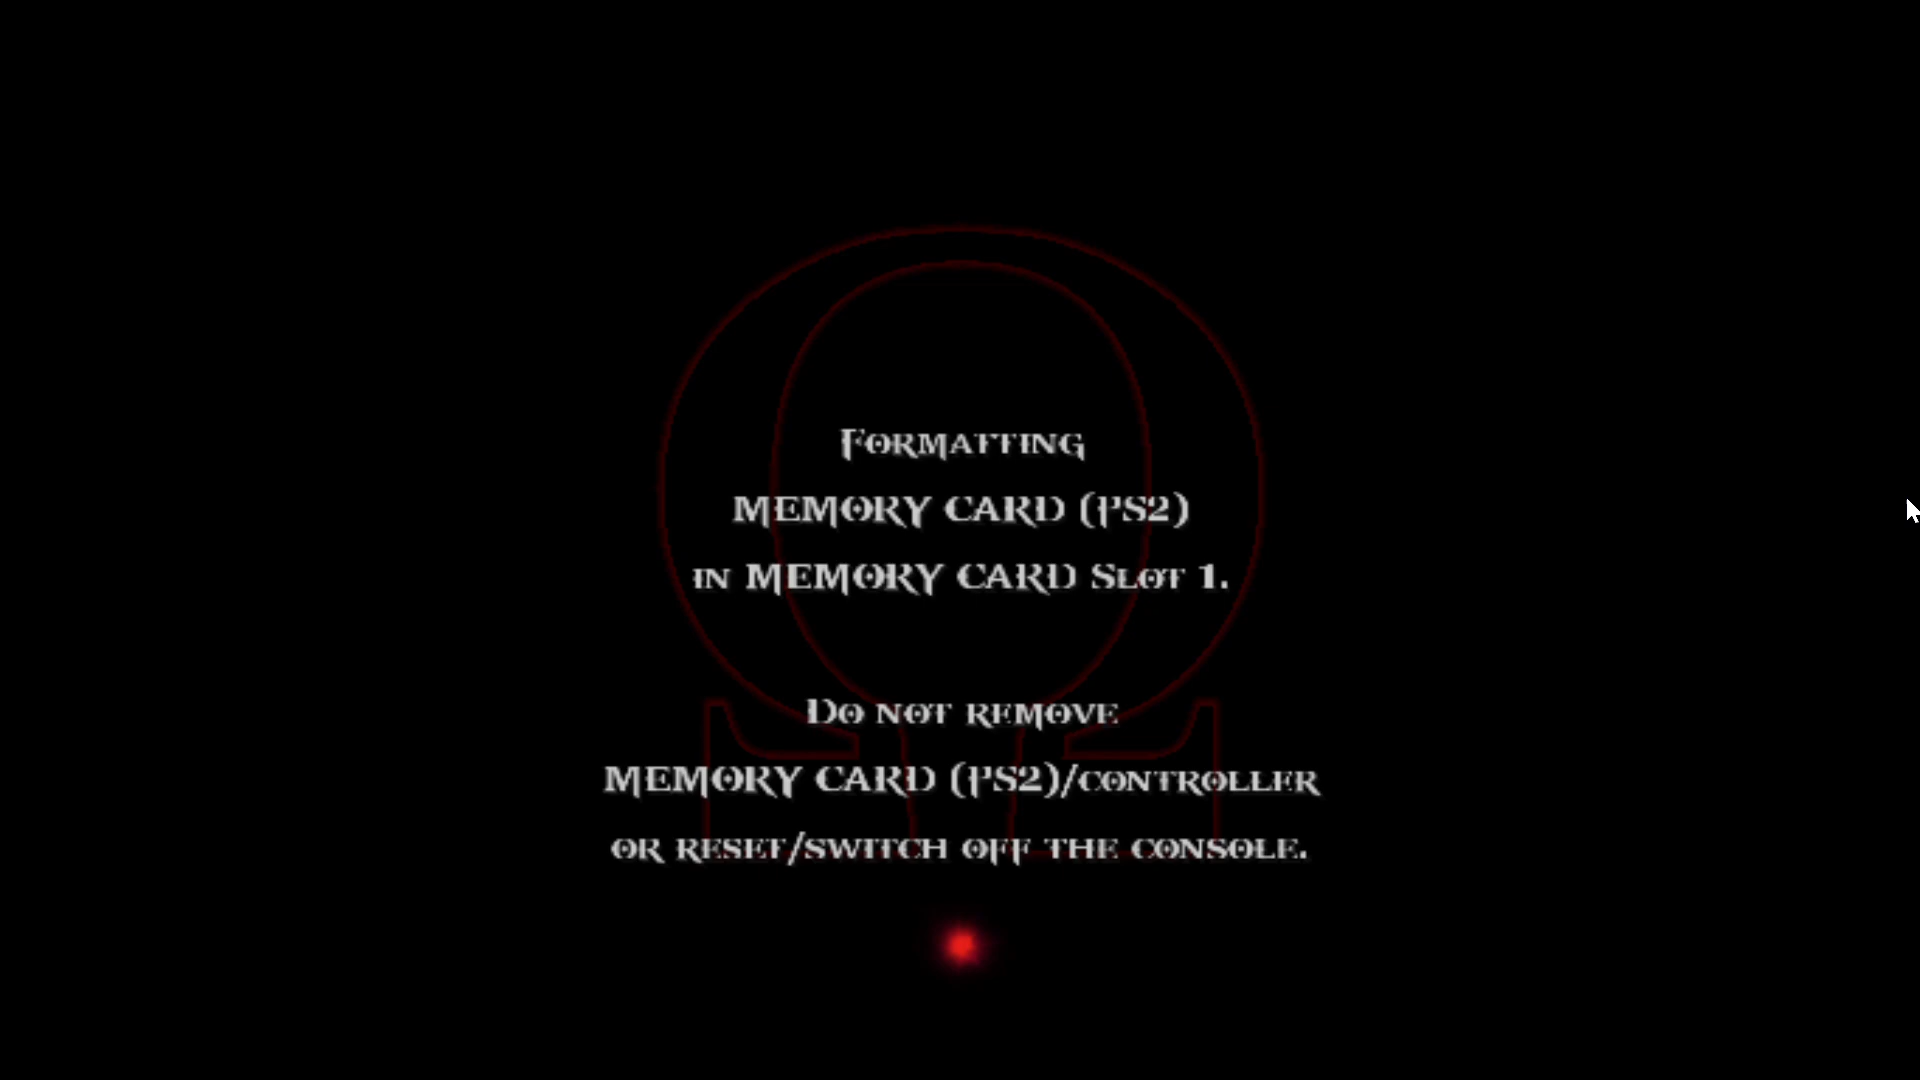 Formatting
MEMORY CARD (PS2)
in MEMORY CARD Slot 1.
Do not remove
MEMORY CARD (PS2)/controller
or reset/switch off the console.